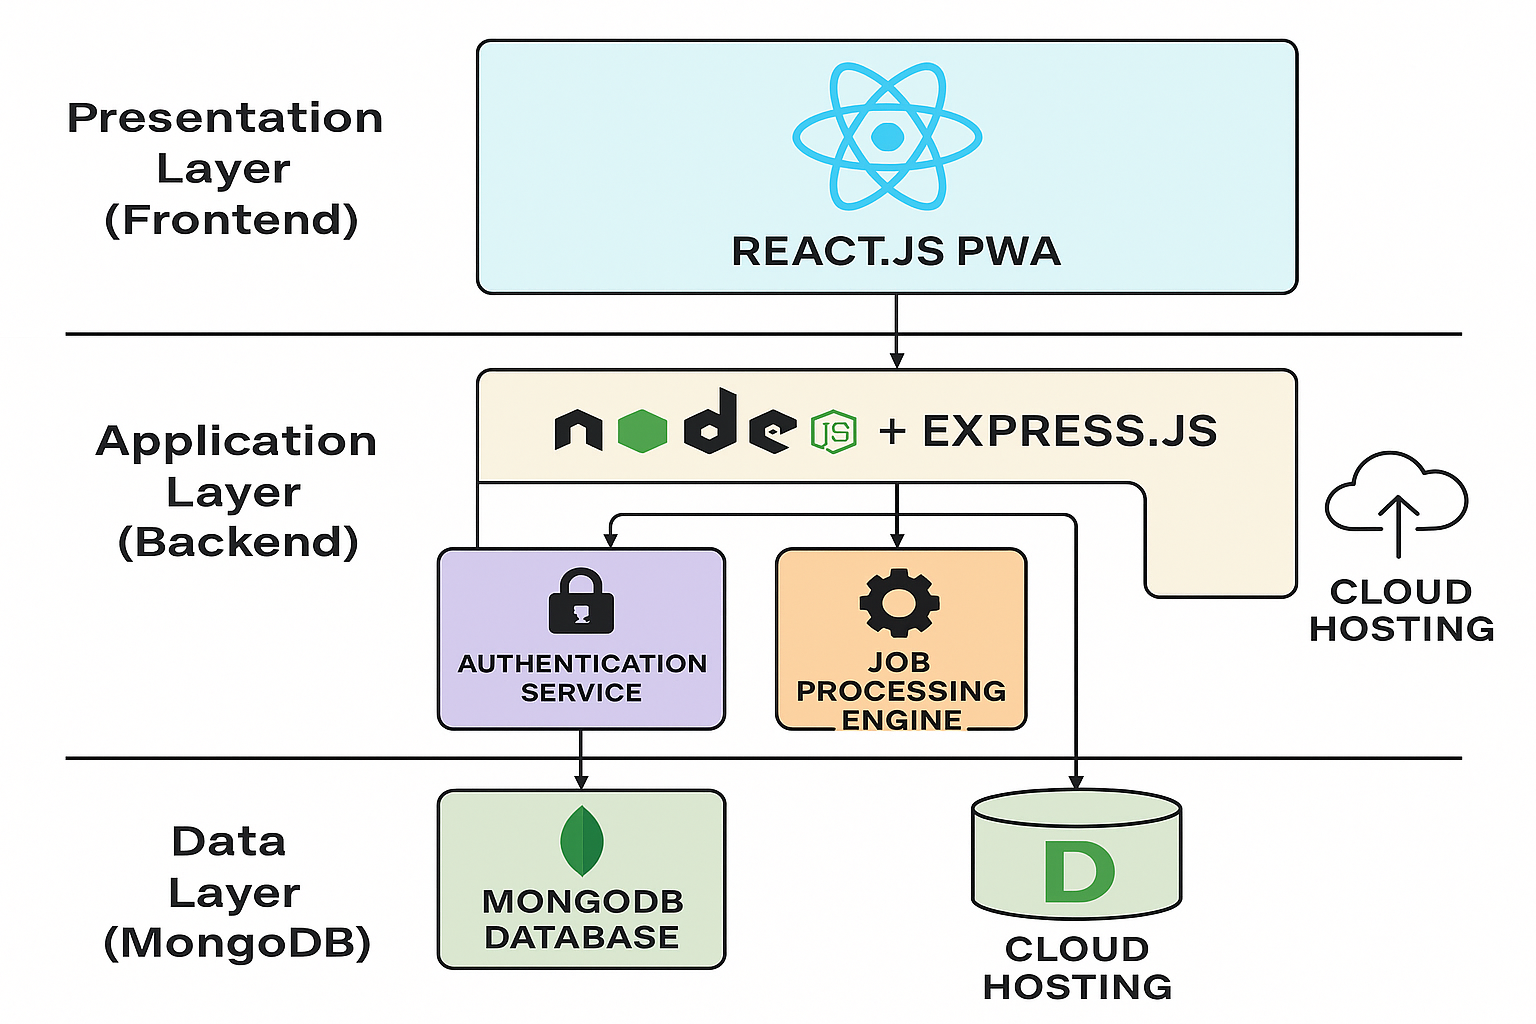 Presentation
Layer
(Frontend)
REACT.JS PWA
Application
Layer
(Backend)
node JS + EXPRESS.JS
CLOUD
HOSTING
AUTHENTICATION
SERVICE
JOB
PROCESSING
ENGINE
Data
Layer
(MongoDB)
MONGODB
DATABASE
D
CLOUD
HOSTING